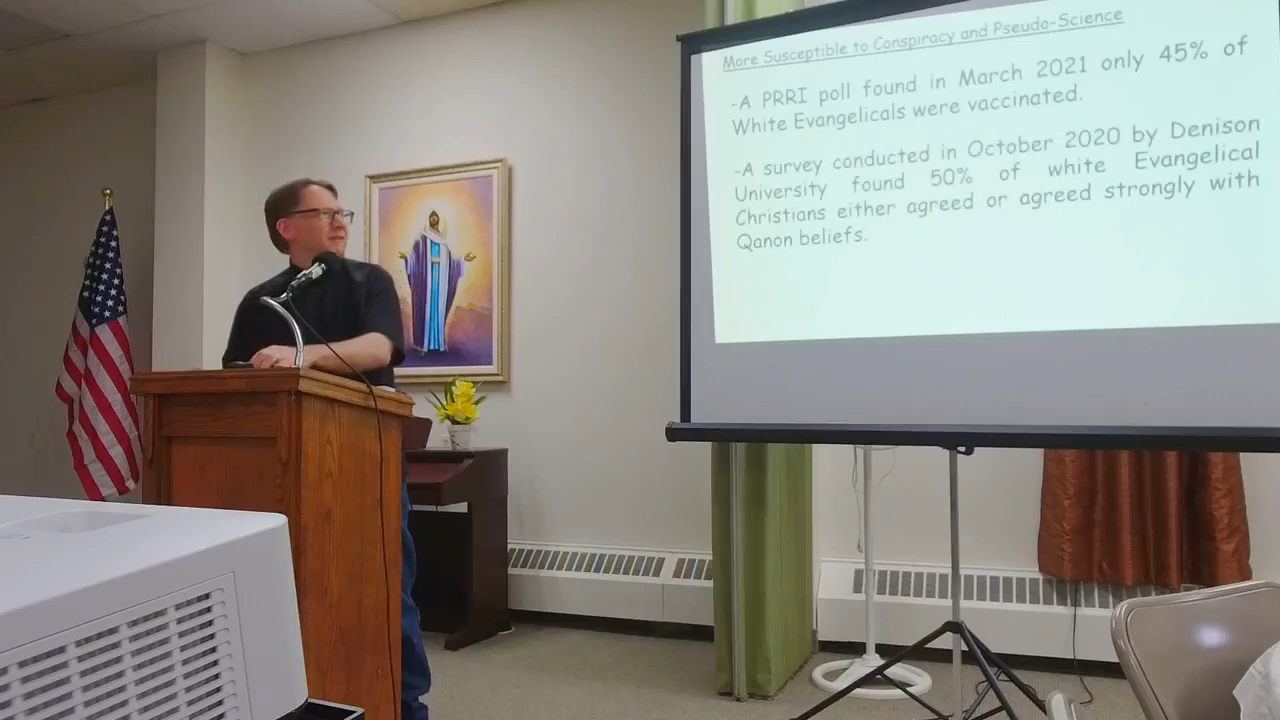 More Susceptible to Conspiracy and Pseudo-Science
-A PRRI poll found in March 2021 only 45% of
White Evangelicals were vaccinated.
-A survey conducted in October 2020 by Denison
University found 50% of white Evangelical
Christians either agreed or agreed strongly with
Qanon beliefs.